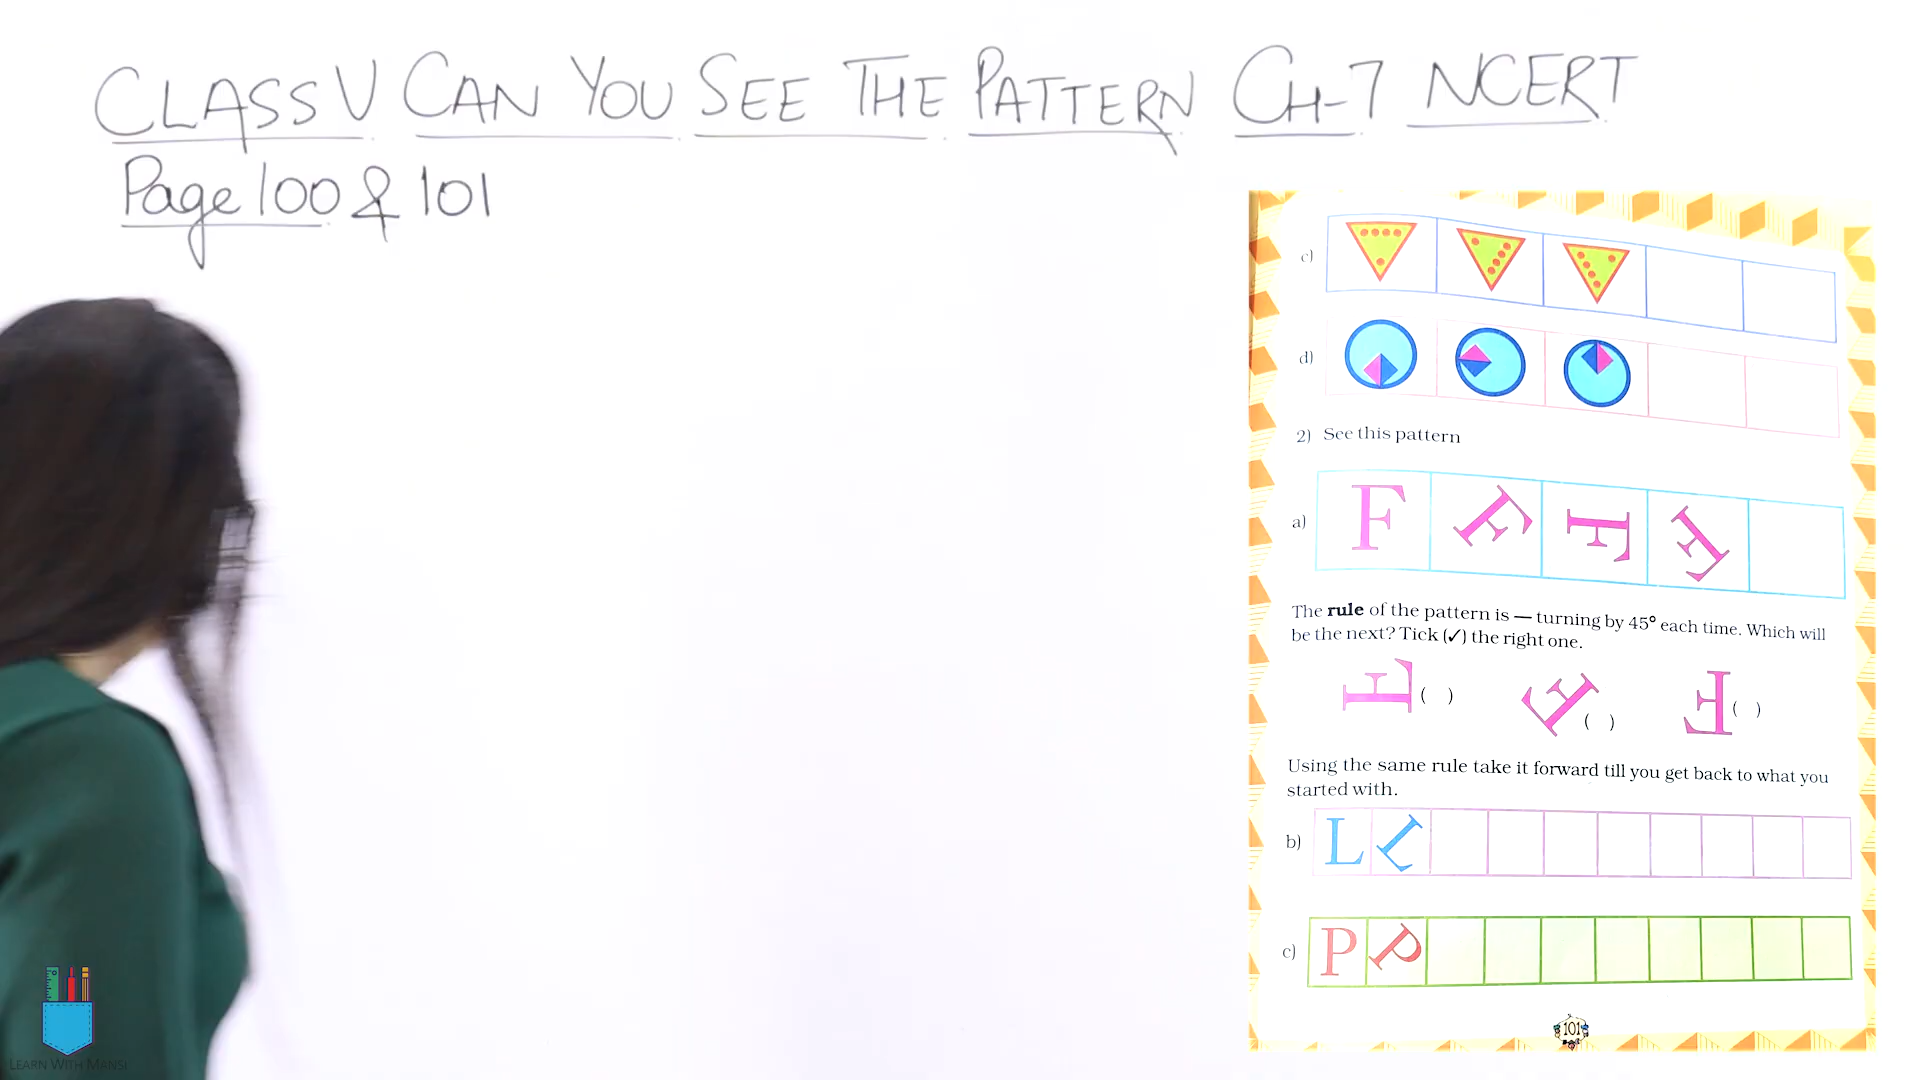 CLASS V CAN YOU SEE THE PATTERN CH-7 NCERT
Page 100 & 101
c)
d)
2) See this pattern
a) F F F F
The rule of the pattern is — turning by 45° each time. Which will
be the next? Tick (✓) the right one.
F ( ) F ( ) F ( )
Using the same rule take it forward till you get back to what you
started with.
b) L L
c) P P
101
LEARN WITH MANSI